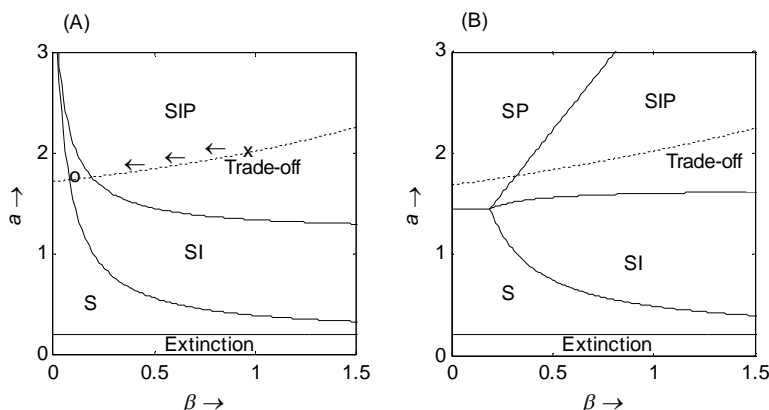 (A)
3
2
1
0
a →
SIP
← ← ←
x
o
Trade-off
SI
S
Extinction
0
0.5
1
1.5
β →
(B)
3
2
1
0
a →
SP
SIP
Trade-off
SI
S
Extinction
0
0.5
1
1.5
β →